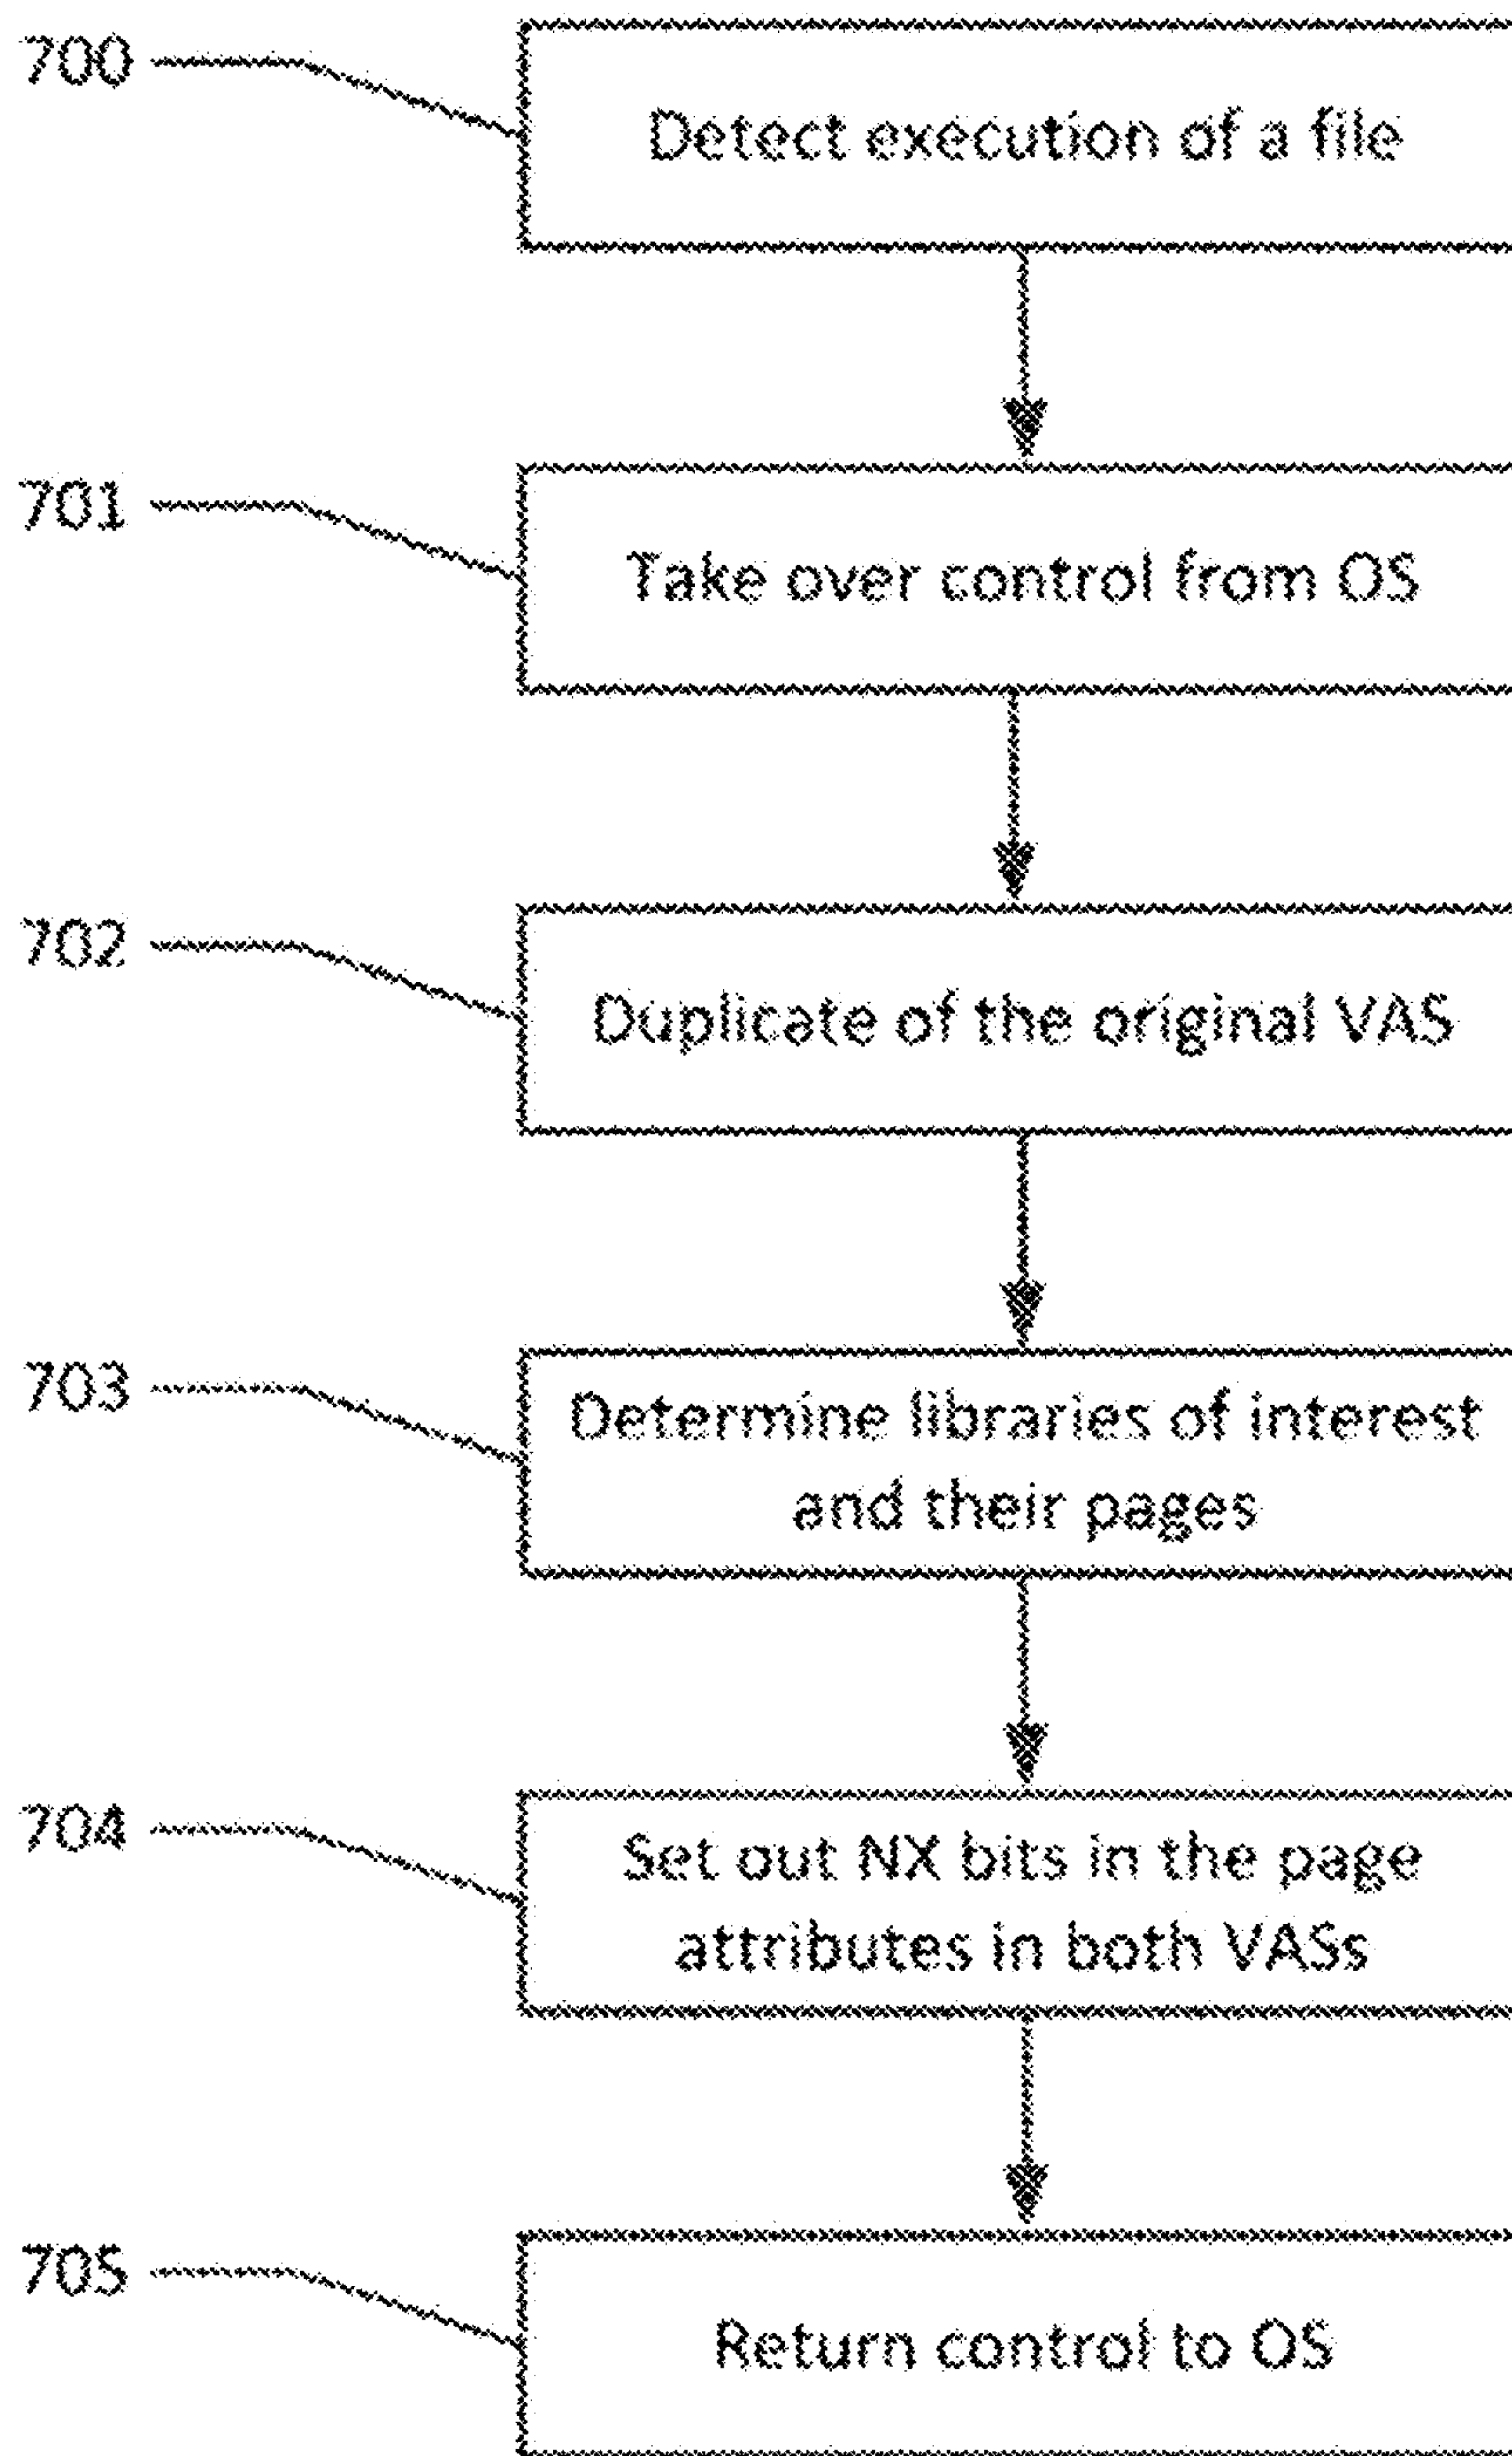 700
Detect execution of a file
701
Take over control from OS
702
Duplicate of the original VAS
703
Determine libraries of interest
and their pages
704
Set out NX bits in the page
attributes in both VASs
705
Return control to OS